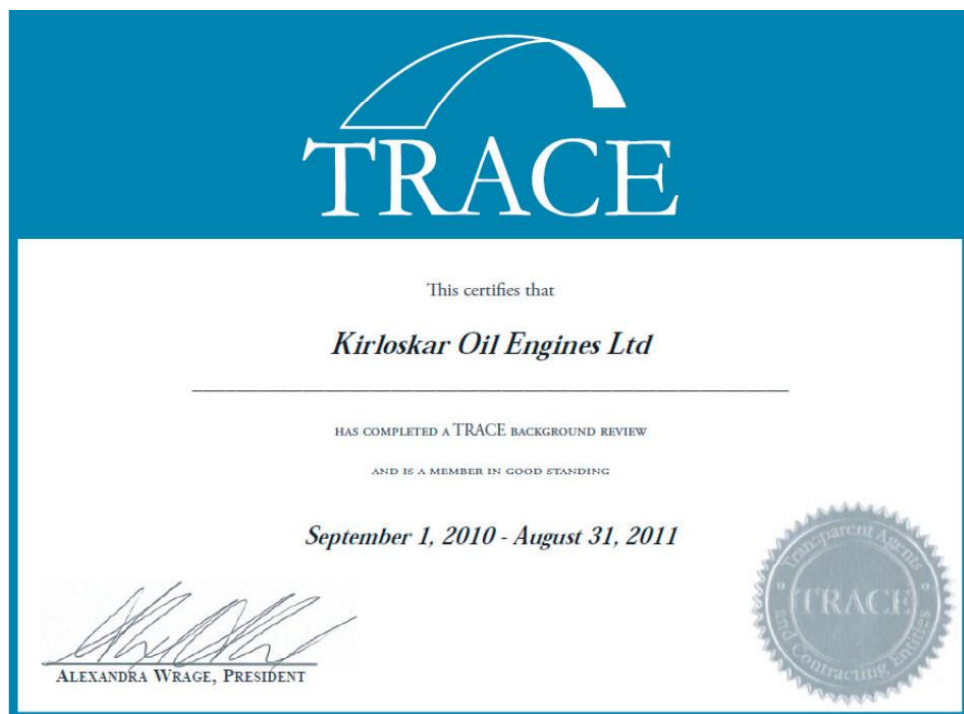 TRACE
This certifies that
Kirloskar Oil Engines Ltd
HAS COMPLETED A TRACE BACKGROUND REVIEW
AND IS A MEMBER IN GOOD STANDING
September 1, 2010 - August 31, 2011
ALEXANDRA WRAGE, PRESIDENT
Transparent Agents
TRACE
and Contracting Entities